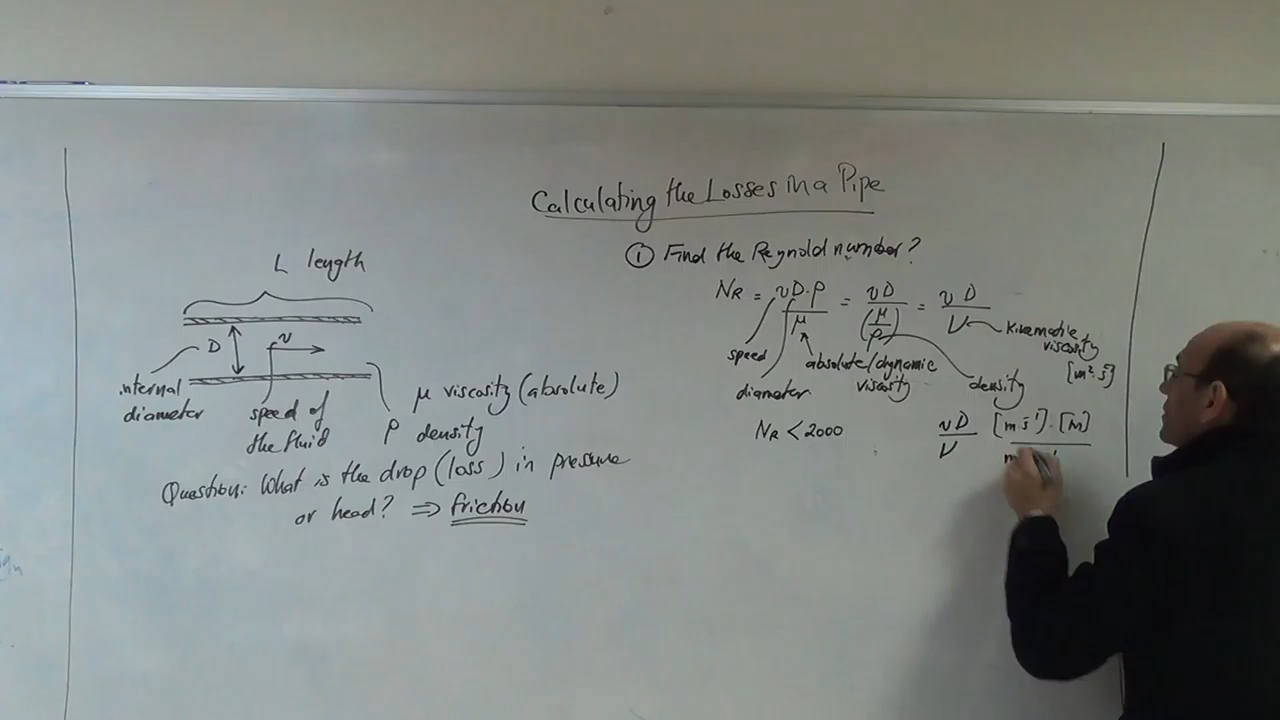 Calculating the Losses in a Pipe
L length
D
v
internal
diameter
speed of
the fluid
μ viscosity (absolute)
ρ density
Question: What is the drop (loss) in pressure
or head? ⇒ friction
① Find the Reynold number?
NR = vD·ρ/μ = vD/(μ/ρ) = vD/ν
speed
diameter
absolute/dynamic
viscosity
density
kinematic
viscosity
[m²·s⁻]
NR < 2000
vD/ν [m s⁻¹]·[m]
m